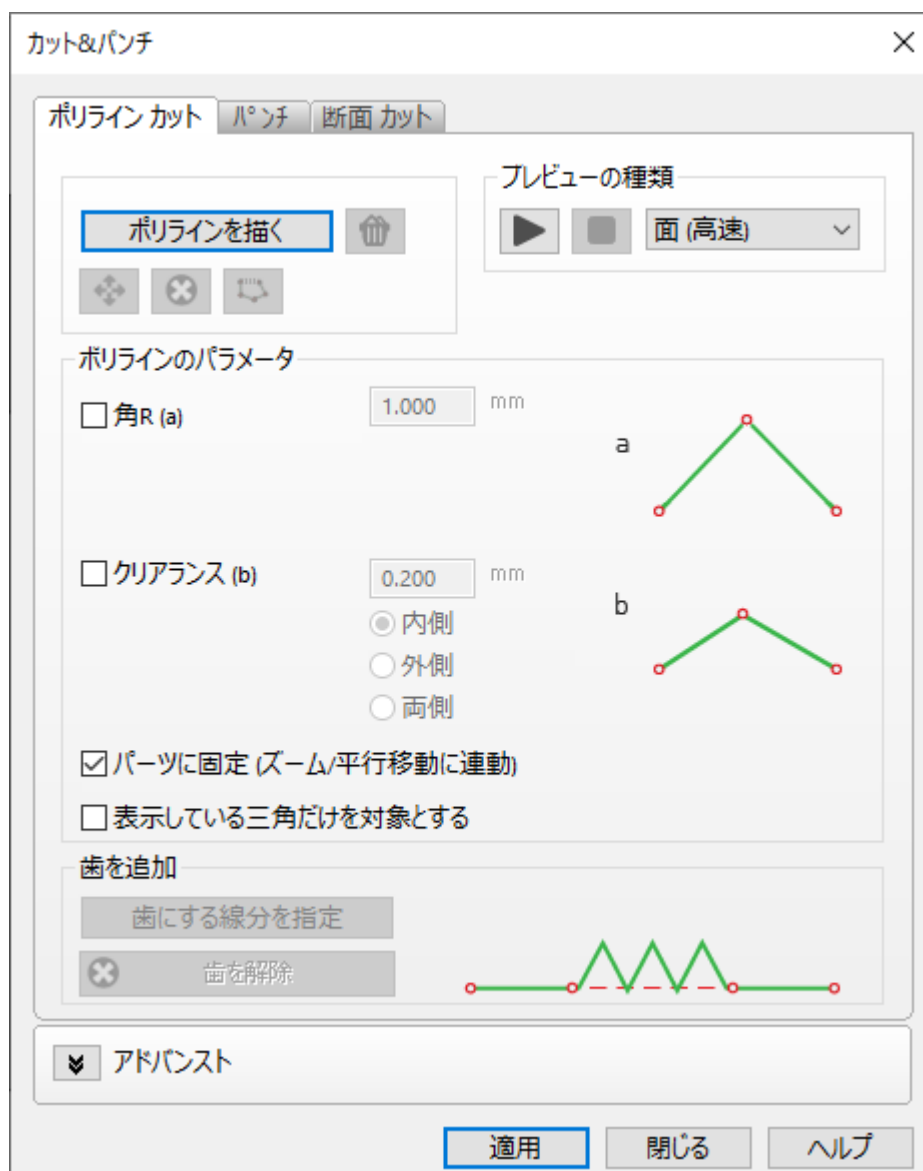 カット&パンチ
ポリライン カット パンチ 断面 カット
ポリラインを描く
プレビューの種類
面 (高速)
ポリラインのパラメータ
角R (a) 1.000 mm
a
クリアランス (b) 0.200 mm
内側
外側
両側
b
パーツに固定 (ズーム/平行移動に連動)
表示している三角だけを対象とする
歯を追加
歯にする線分を指定
歯を解除
アドバンスト
適用 閉じる ヘルプ